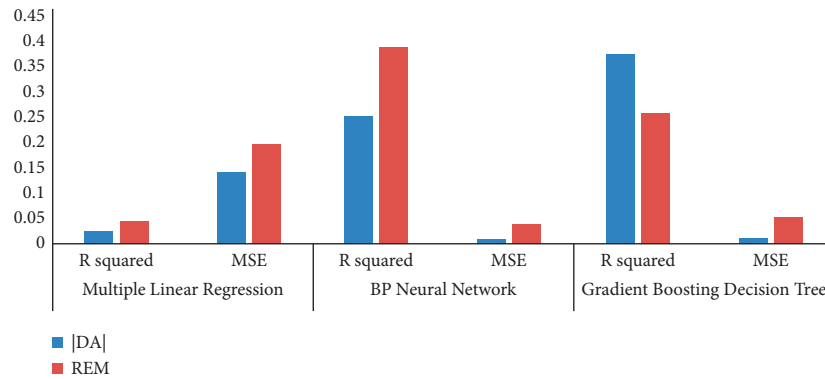 0.45
0.4
0.35
0.3
0.25
0.2
0.15
0.1
0.05
0
R squared MSE R squared MSE R squared MSE
Multiple Linear Regression BP Neural Network Gradient Boosting Decision Tree
|DA|
REM